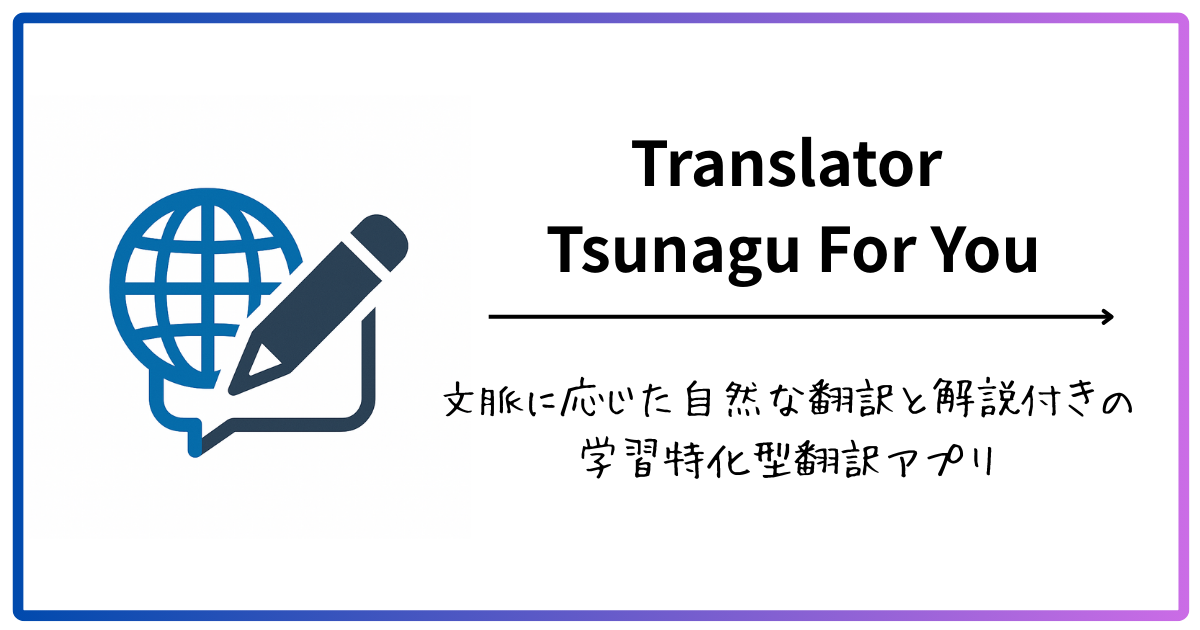 Translator
Tsunagu For You
文脈に応じた自然な翻訳と解説付きの
学習特化型翻訳アプリ